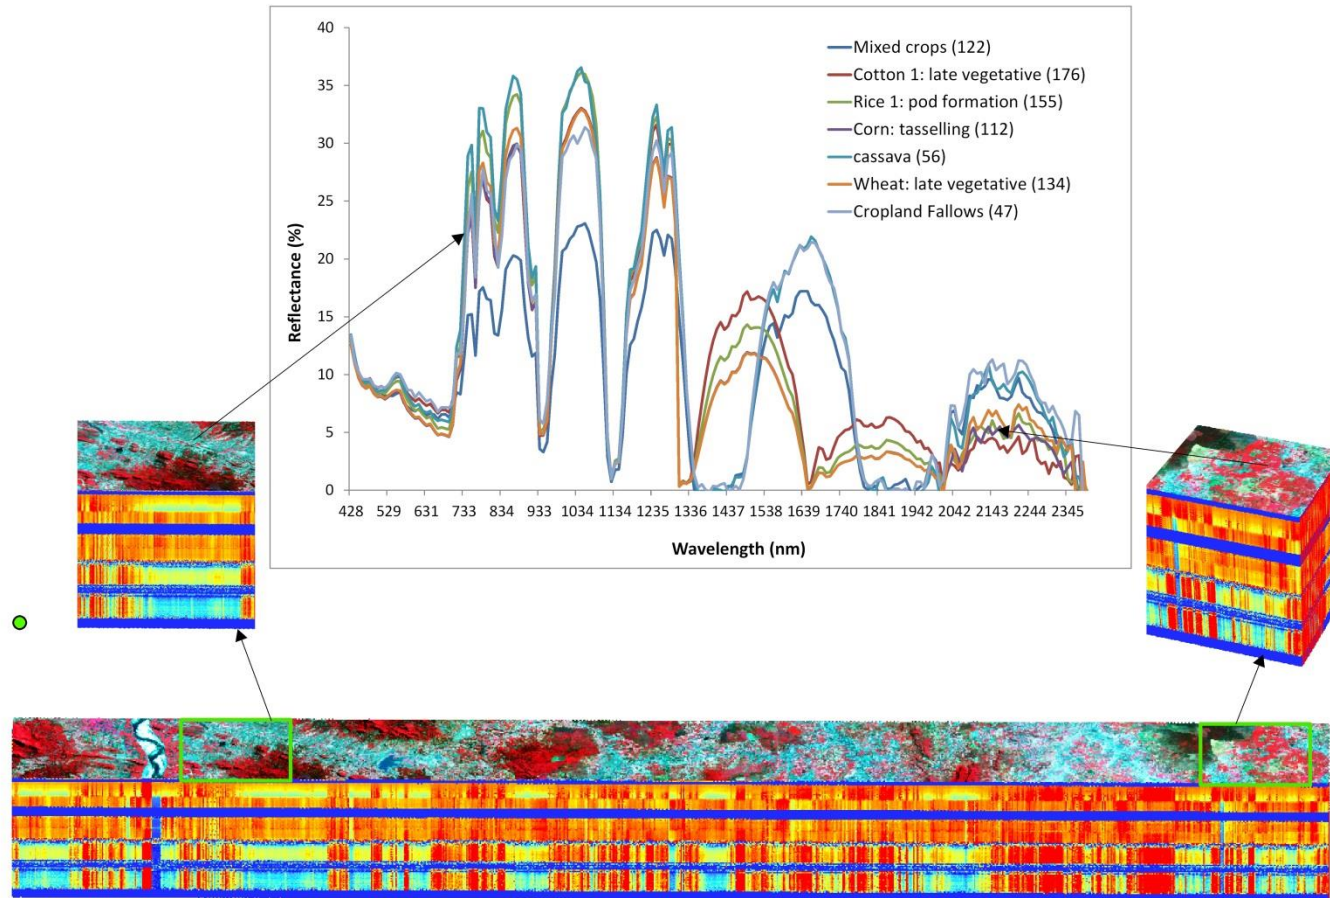 40
35
30
25
20
15
10
5
0
Reflectance (%)
Mixed crops (122)
Cotton 1: late vegetative (176)
Rice 1: pod formation (155)
Corn: tasselling (112)
cassava (56)
Wheat: late vegetative (134)
Cropland Fallows (47)
428 529 631 733 834 933 1034 1134 1235 1336 1437 1538 1639 1740 1841 1942 2042 2143 2244 2345
Wavelength (nm)